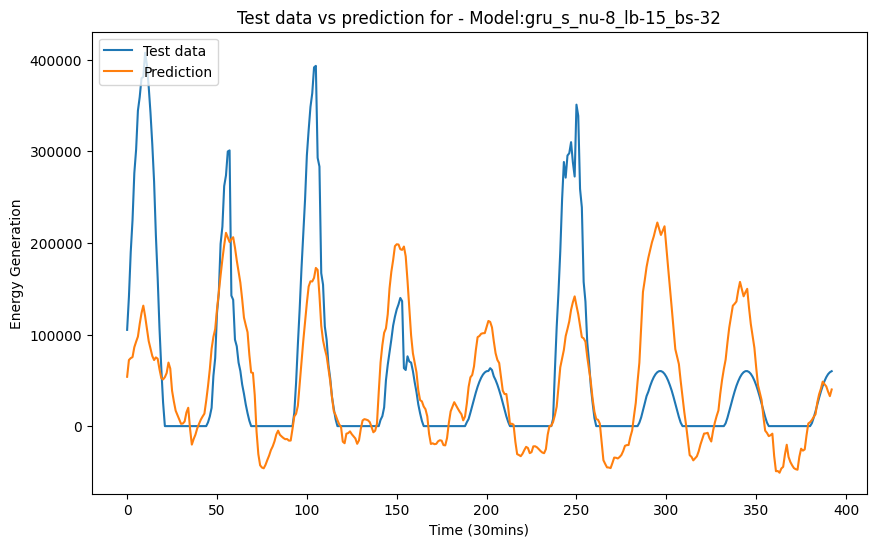 Test data vs prediction for - Model:gru_s_nu-8_lb-15_bs-32
Test data
Prediction
400000
300000
200000
100000
0
Energy Generation
0 50 100 150 200 250 300 350 400
Time (30mins)